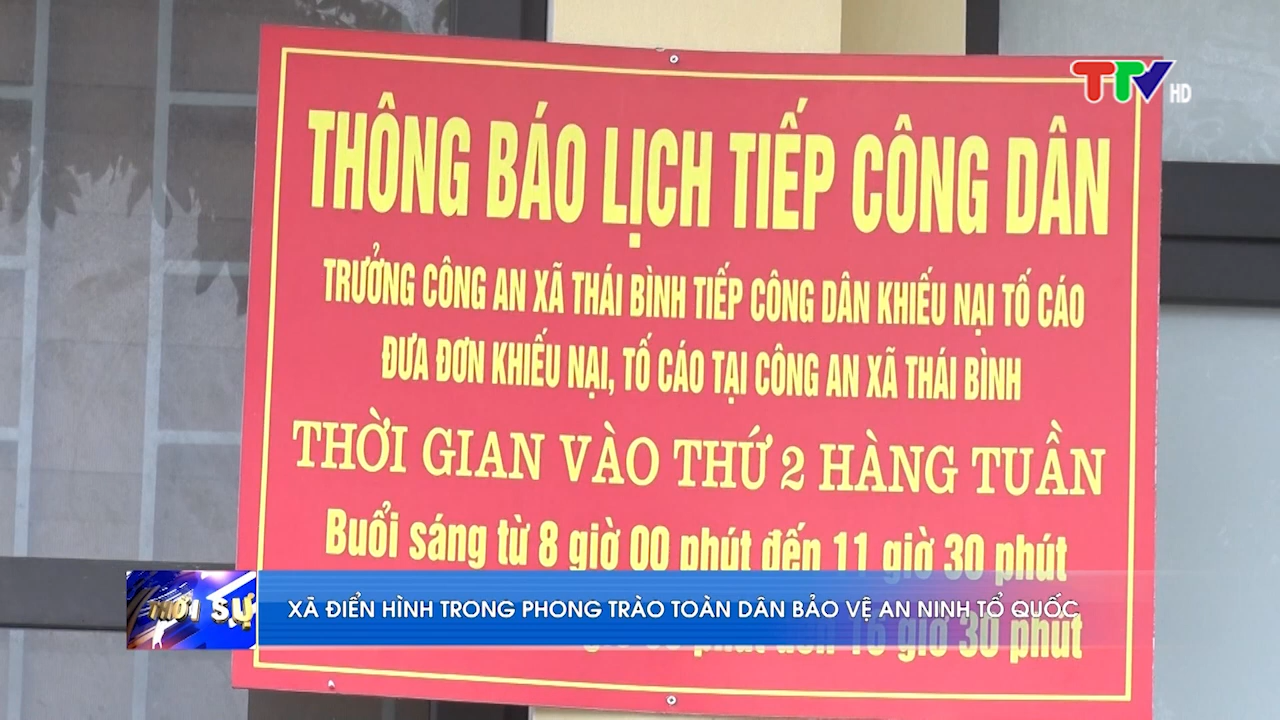 TTV HD
THÔNG BÁO LỊCH TIẾP CÔNG DÂN
TRƯỞNG CÔNG AN XÃ THÁI BÌNH TIẾP CÔNG DÂN KHIẾU NẠI TỐ CÁO
ĐƯA ĐƠN KHIẾU NẠI, TỐ CÁO TẠI CÔNG AN XÃ THÁI BÌNH
THỜI GIAN VÀO THỨ 2 HÀNG TUẦN
Buổi sáng từ 8 giờ 00 phút đến 11 giờ 30 phút
THỜI SỰ
XÃ ĐIỂN HÌNH TRONG PHONG TRÀO TOÀN DÂN BẢO VỆ AN NINH TỔ QUỐC
phút đến 16 giờ 30 phút